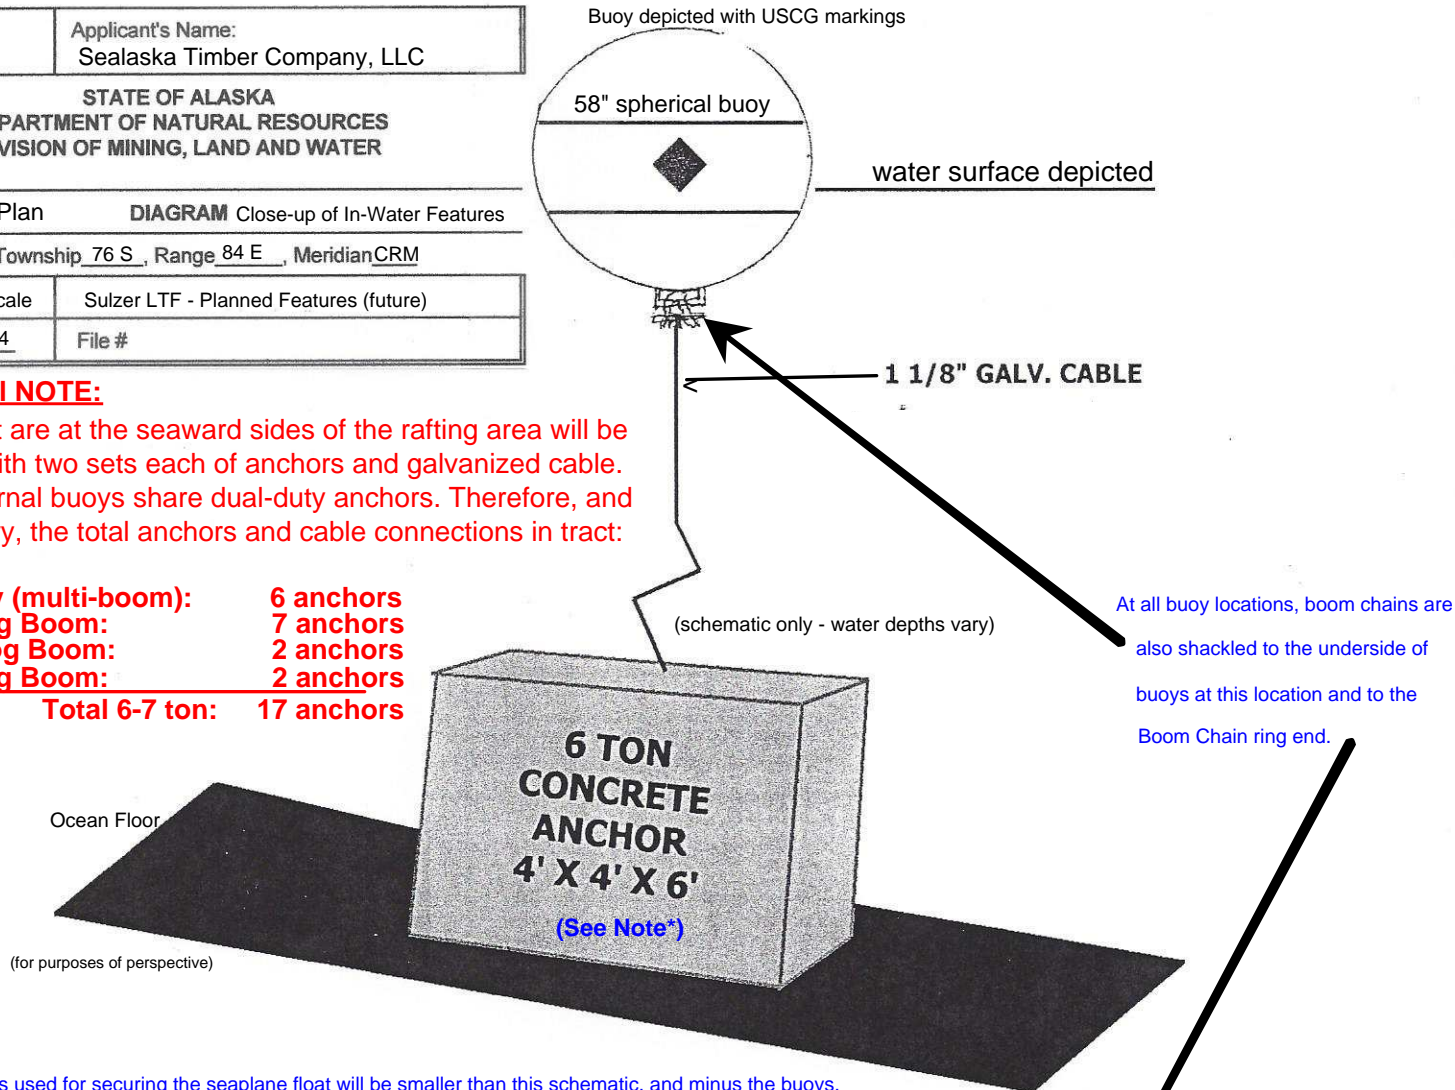 Applicant's Name:
Sealaska Timber Company, LLC
STATE OF ALASKA
PARTMENT OF NATURAL RESOURCES
VISION OF MINING, LAND AND WATER
Plan DIAGRAM Close-up of In-Water Features
Township 76 S, Range 84 E, Meridian CRM
cale Sulzer LTF - Planned Features (future)
4 File #
Buoy depicted with USCG markings
58" spherical buoy
water surface depicted
1 1/8" GALV. CABLE
NOTE:
t are at the seaward sides of the rafting area will be
ith two sets each of anchors and galvanized cable.
rnal buoys share dual-duty anchors. Therefore, and
ry, the total anchors and cable connections in tract:
y (multi-boom): 6 anchors
g Boom: 7 anchors
og Boom: 2 anchors
g Boom: 2 anchors
Total 6-7 ton: 17 anchors
(schematic only - water depths vary)
At all buoy locations, boom chains are
also shackled to the underside of
buoys at this location and to the
Boom Chain ring end.
6 TON
CONCRETE
ANCHOR
4' X 4' X 6'
(See Note*)
Ocean Floor
(for purposes of perspective)
s used for securing the seaplane float will be smaller than this schematic, and minus the buoys.